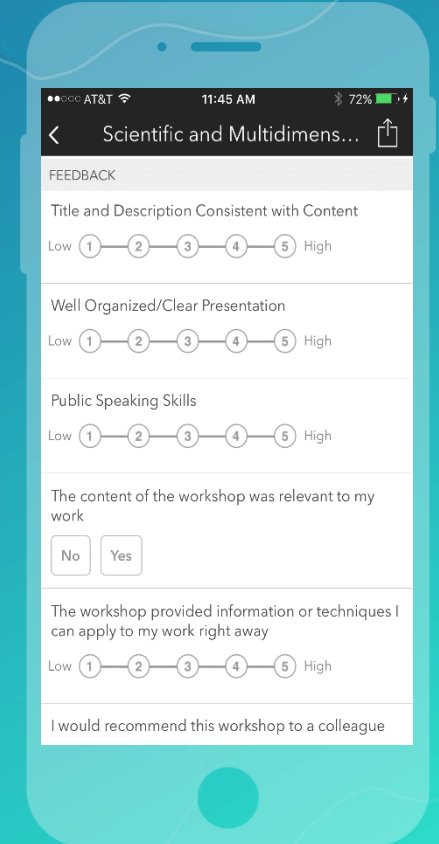 AT&T 11:45 AM 72%
Scientific and Multidimens...
FEEDBACK
Title and Description Consistent with Content
Low 1 2 3 4 5 High
Well Organized/Clear Presentation
Low 1 2 3 4 5 High
Public Speaking Skills
Low 1 2 3 4 5 High
The content of the workshop was relevant to my
work
No Yes
The workshop provided information or techniques I
can apply to my work right away
Low 1 2 3 4 5 High
I would recommend this workshop to a colleague